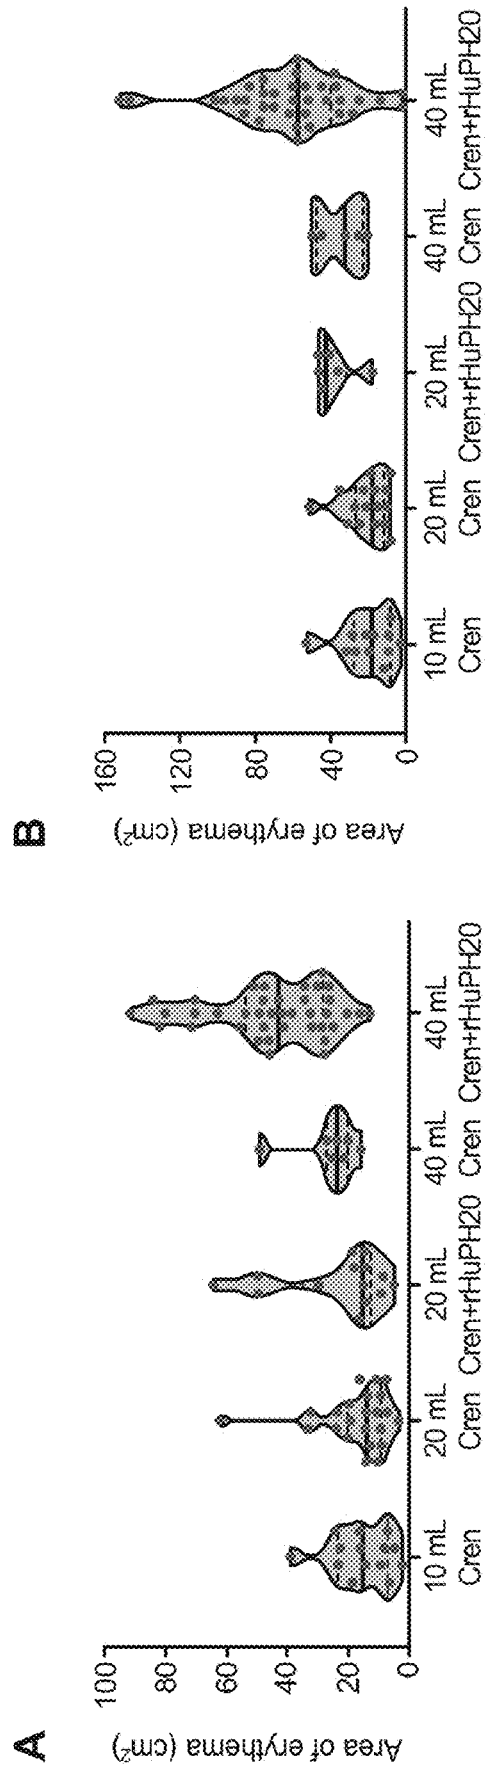 A
Area of erythema (cm²)
100
80
60
40
20
0
10 mL 20 mL 20 mL 40 mL 40 mL
Cren Cren Cren+rHuPH20 Cren Cren+rHuPH20
B
Area of erythema (cm²)
160
120
80
40
0
10 mL 20 mL 20 mL 40 mL 40 mL
Cren Cren Cren+rHuPH20 Cren Cren+rHuPH20